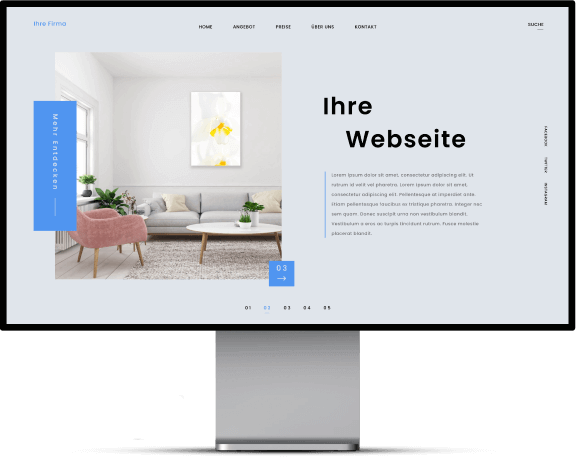 Ihre Firma
HOME
ANGEBOT
PREISE
ÜBER UNS
KONTAKT
SUCHE
Mehr Entdecken
Ihre
Webseite
Lorem ipsum dolor sit amet, consectetur adipiscing elit. Ut
rutrum id velit vel pharetra. Lorem ipsum dolor sit amet,
consectetur adipiscing elit. Pellentesque at imperdiet ante.
Etiam pellentesque faucibus ex tristique pharetra. Integer nec
sem quam. Donec suscipit urna non vestibulum blandit.
Vestibulum a eros ac turpis tincidunt rutrum. Fusce molestie
placerat blandit.
FACEBOOK
TWITTER
INSTAGRAM
03
01
02
03
04
05